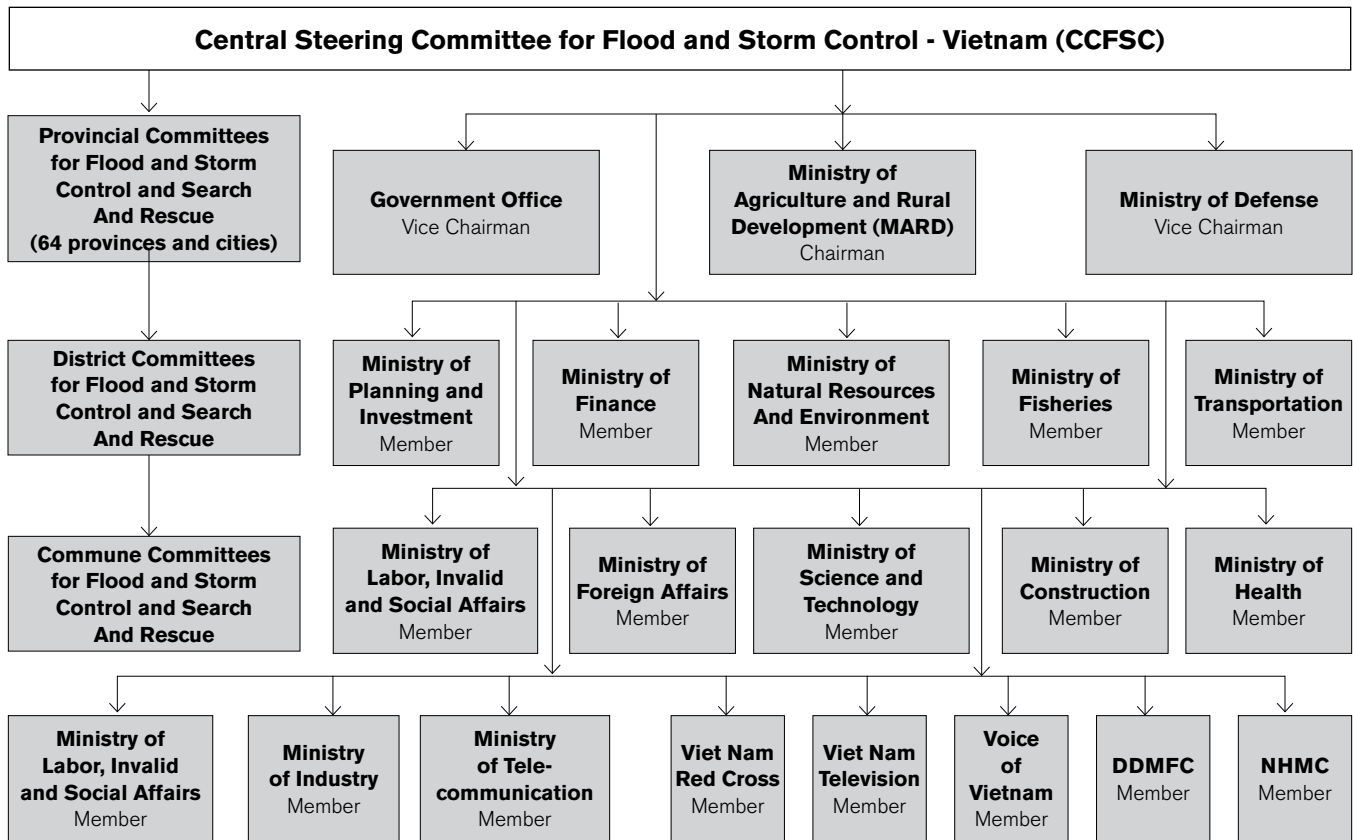 Central Steering Committee for Flood and Storm Control - Vietnam (CCFSC)
Provincial Committees
for Flood and Storm
Control and Search
And Rescue
(64 provinces and cities)
Government Office
Vice Chairman
Ministry of
Agriculture and Rural
Development (MARD)
Chairman
Ministry of Defense
Vice Chairman
District Committees
for Flood and Storm
Control and Search
And Rescue
Ministry of
Planning and
Investment
Member
Ministry of
Finance
Member
Ministry of
Natural Resources
And Environment
Member
Ministry of
Fisheries
Member
Ministry of
Transportation
Member
Commune Committees
for Flood and Storm
Control and Search
And Rescue
Ministry of
Labor, Invalid
and Social Affairs
Member
Ministry of
Foreign Affairs
Member
Ministry of
Science and
Technology
Member
Ministry of
Construction
Member
Ministry of
Health
Member
Ministry of
Labor, Invalid
and Social Affairs
Member
Ministry
of Industry
Member
Ministry
of Tele-
communication
Member
Viet Nam
Red Cross
Member
Viet Nam
Television
Member
Voice
of
Vietnam
Member
DDMFC
Member
NHMC
Member